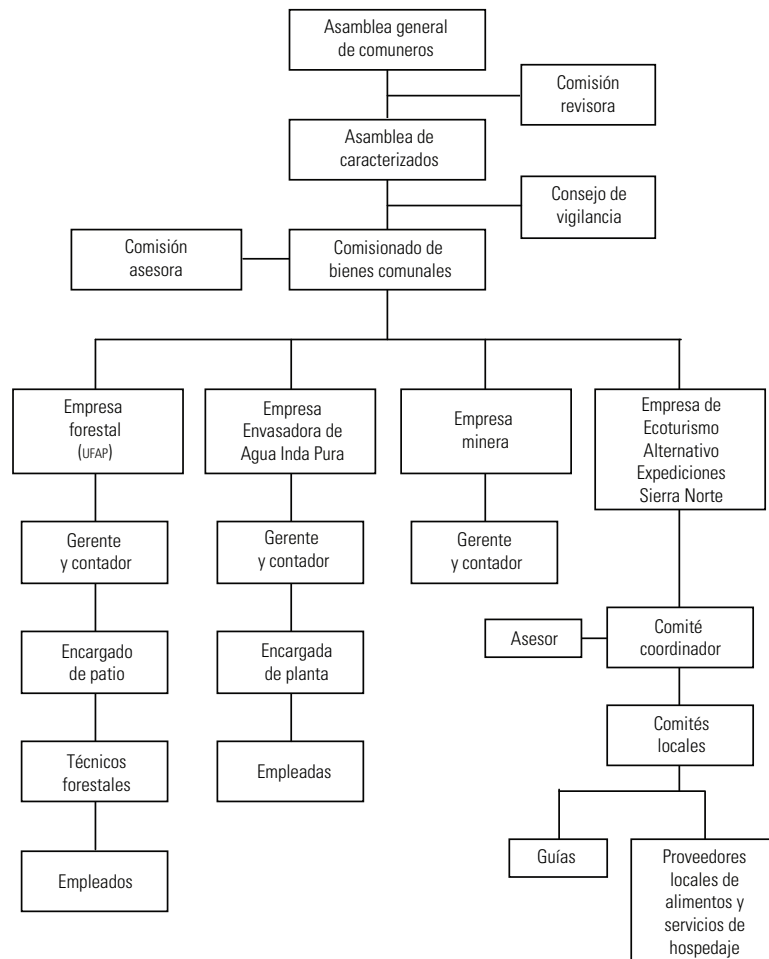 Asamblea general
de comuneros
Comisión
revisora
Asamblea de
caracterizados
Consejo de
vigilancia
Comisión
asesora
Comisionado de
bienes comunales
Empresa
forestal
(UFAP)
Empresa
Envasadora de
Agua Inda Pura
Empresa
minera
Empresa de
Ecoturismo
Alternativo
Expediciones
Sierra Norte
Gerente
y contador
Gerente
y contador
Gerente
y contador
Encargado
de patio
Encargada
de planta
Asesor
Comité
coordinador
Técnicos
forestales
Empleadas
Comités
locales
Empleados
Guías
Proveedores
locales de
alimentos y
servicios de
hospedaje